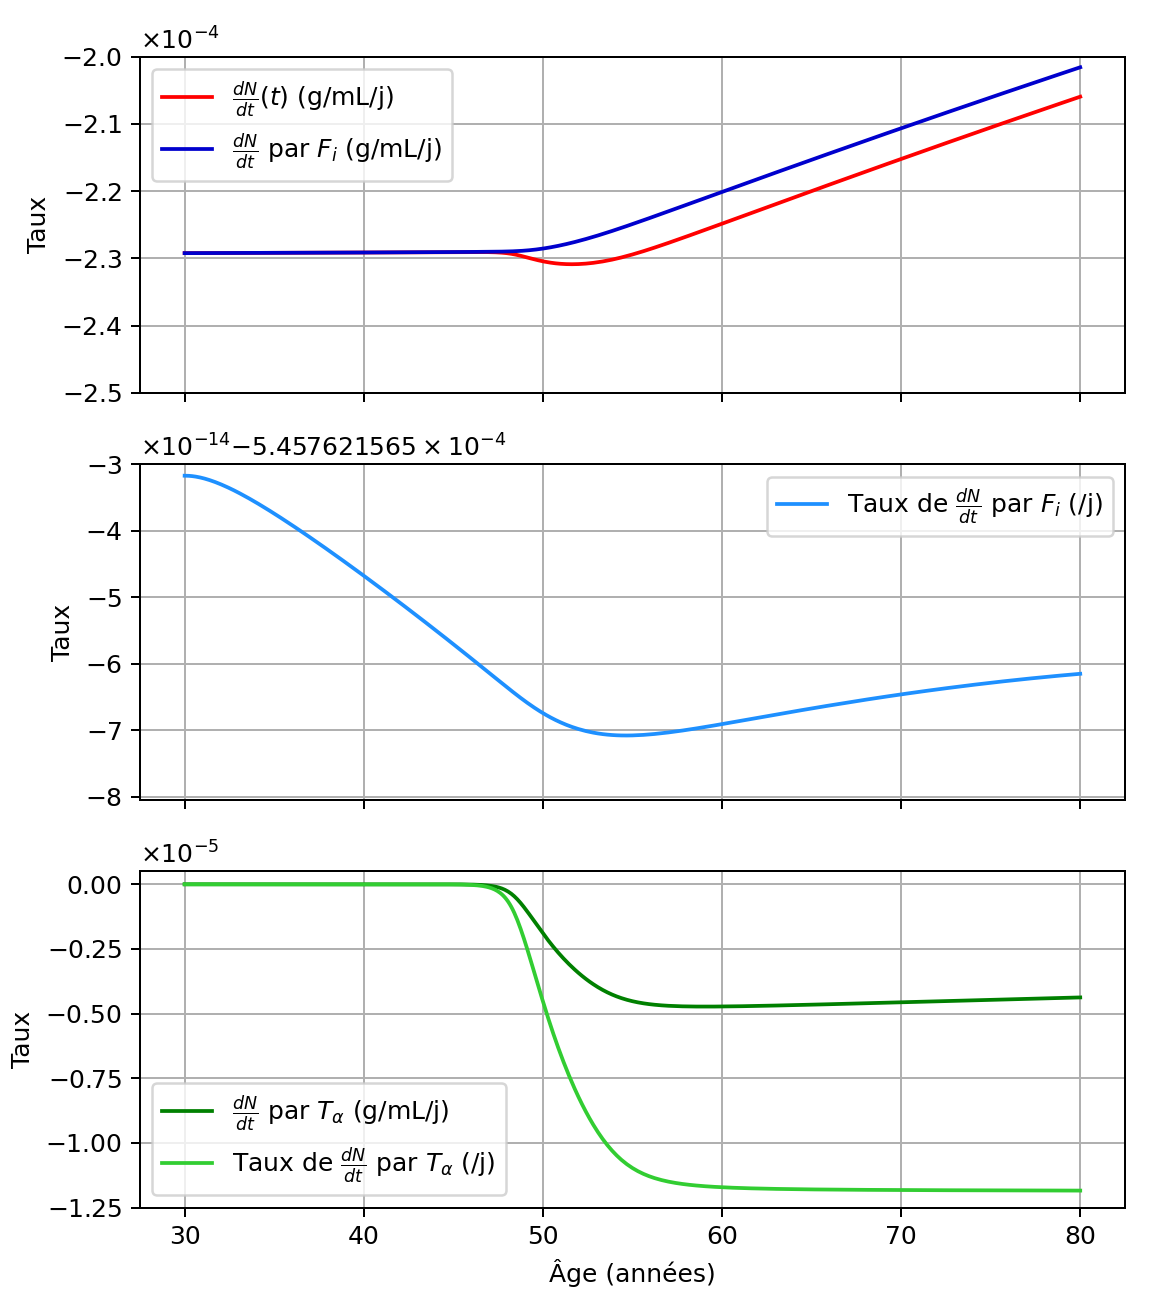 ×10⁻⁴
−2.0
−2.1
−2.2
−2.3
−2.4
−2.5
Taux
dN/dt(t) (g/mL/j)
dN/dt par Fᵢ (g/mL/j)
×10⁻¹⁴−5.457621565 × 10⁻⁴
−3
−4
−5
−6
−7
−8
Taux
Taux de dN/dt par Fᵢ (/j)
×10⁻⁵
0.00
−0.25
−0.50
−0.75
−1.00
−1.25
Taux
dN/dt par T_α (g/mL/j)
Taux de dN/dt par T_α (/j)
30 40 50 60 70 80
Âge (années)